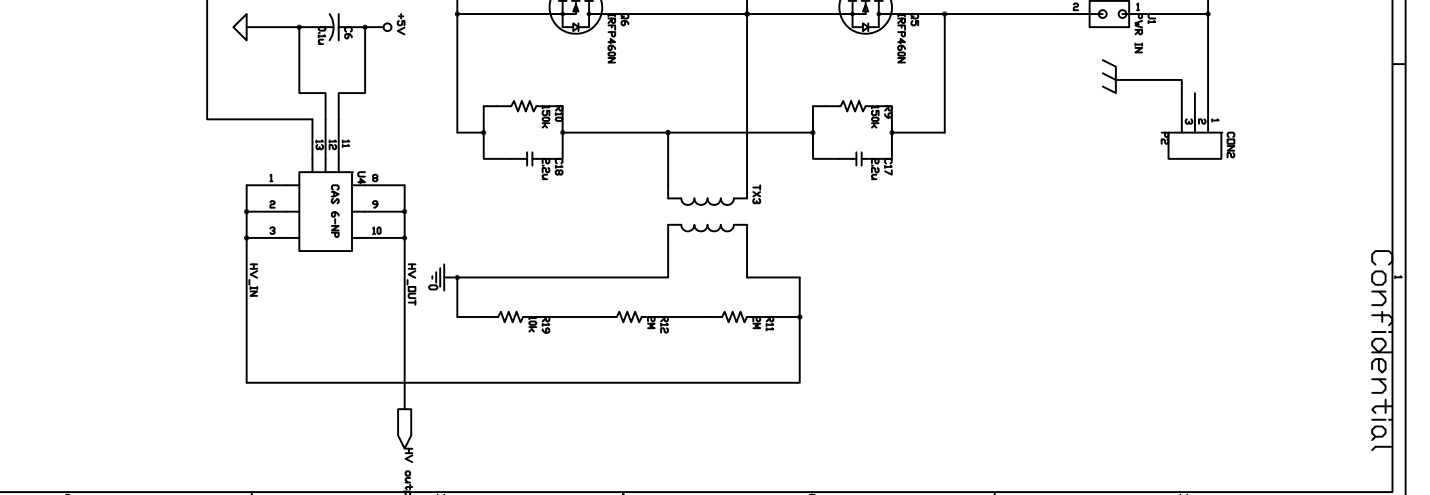 +5V
C6
0.1u
Q6
IRFP460N
Q5
IRFP460N
2
1
J1
PWR IN
R10
150k
C18
2.2u
R9
150k
C17
2.2u
1
2
3
P2
CON2
13
12
11
U4
CAS 6-NP
1
2
3
8
9
10
TX3
HV_IN
HV_OUT
0
R19
10k
R12
2M
R11
2M
HV out
1
Confidential